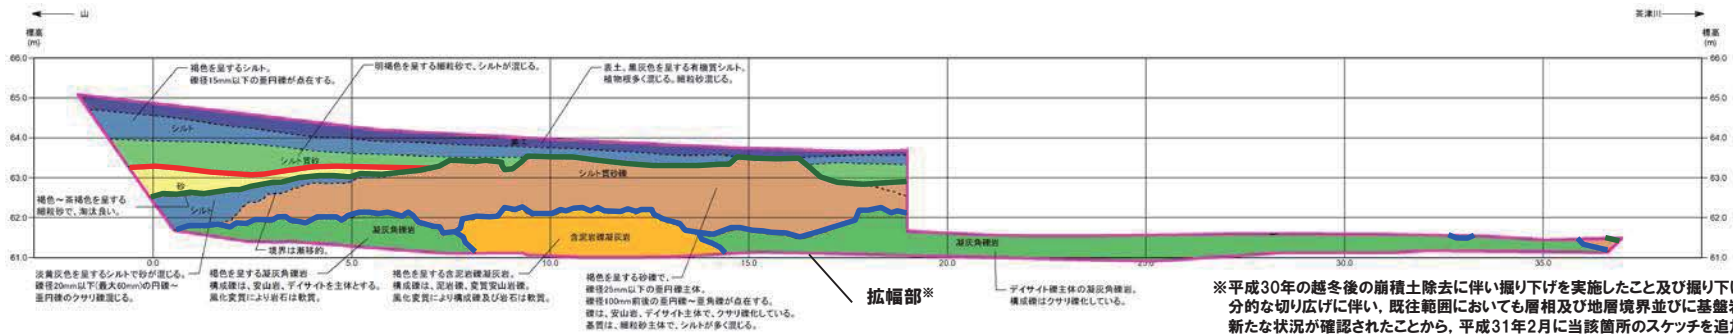 山
茶津川
標高
(m)
標高
(m)
褐色を呈するシルト。
礫径15mm以下の亜円礫が点在する。
明褐色を呈する細粒砂で、シルトが混じる。
表土、黒灰色を呈する有機質シルト。
植物根多く混じる。細粒砂混じる。
66.0
66.0
65.0
65.0
64.0
64.0
63.0
63.0
62.0
62.0
61.0
61.0
0.0
5.0
10.0
15.0
20.0
25.0
30.0
35.0
シルト
表土
シルト質砂
シルト質砂礫
砂
シルト
褐色～茶褐色を呈する
細粒砂で、淘汰良い。
境界は漸移的。
凝灰角礫岩
含泥岩礫凝灰岩
凝灰角礫岩
淡黄灰色を呈するシルトで砂が混じる。
礫径20mm以下(最大60mm)の円礫～
亜円礫のクサリ礫混じる。
褐色を呈する凝灰角礫岩
構成礫は、安山岩、デイサイトを主体とする。
風化変質により岩石は軟質。
褐色を呈する含泥岩礫凝灰岩。
構成礫は、泥岩礫、変質安山岩礫。
風化変質により構成礫及び岩石は軟質。
褐色を呈する砂礫で、
礫径25mm以下の亜円礫主体。
礫径100mm前後の亜円礫～亜角礫が点在する。
礫は、安山岩、デイサイト主体で、クサリ礫化している。
基質は、細粒砂主体で、シルトが多く混じる。
拡幅部※
デイサイト礫主体の凝灰角礫岩。
構成礫はクサリ礫化している。
※平成30年の越冬後の崩積土除去に伴い掘り下げを実施したこと及び掘り下げ
分的な切り広げに伴い、既往範囲においても層相及び地層境界並びに基盤岩
新たな状況が確認されたことから、平成31年2月に当該箇所のスケッチを追加